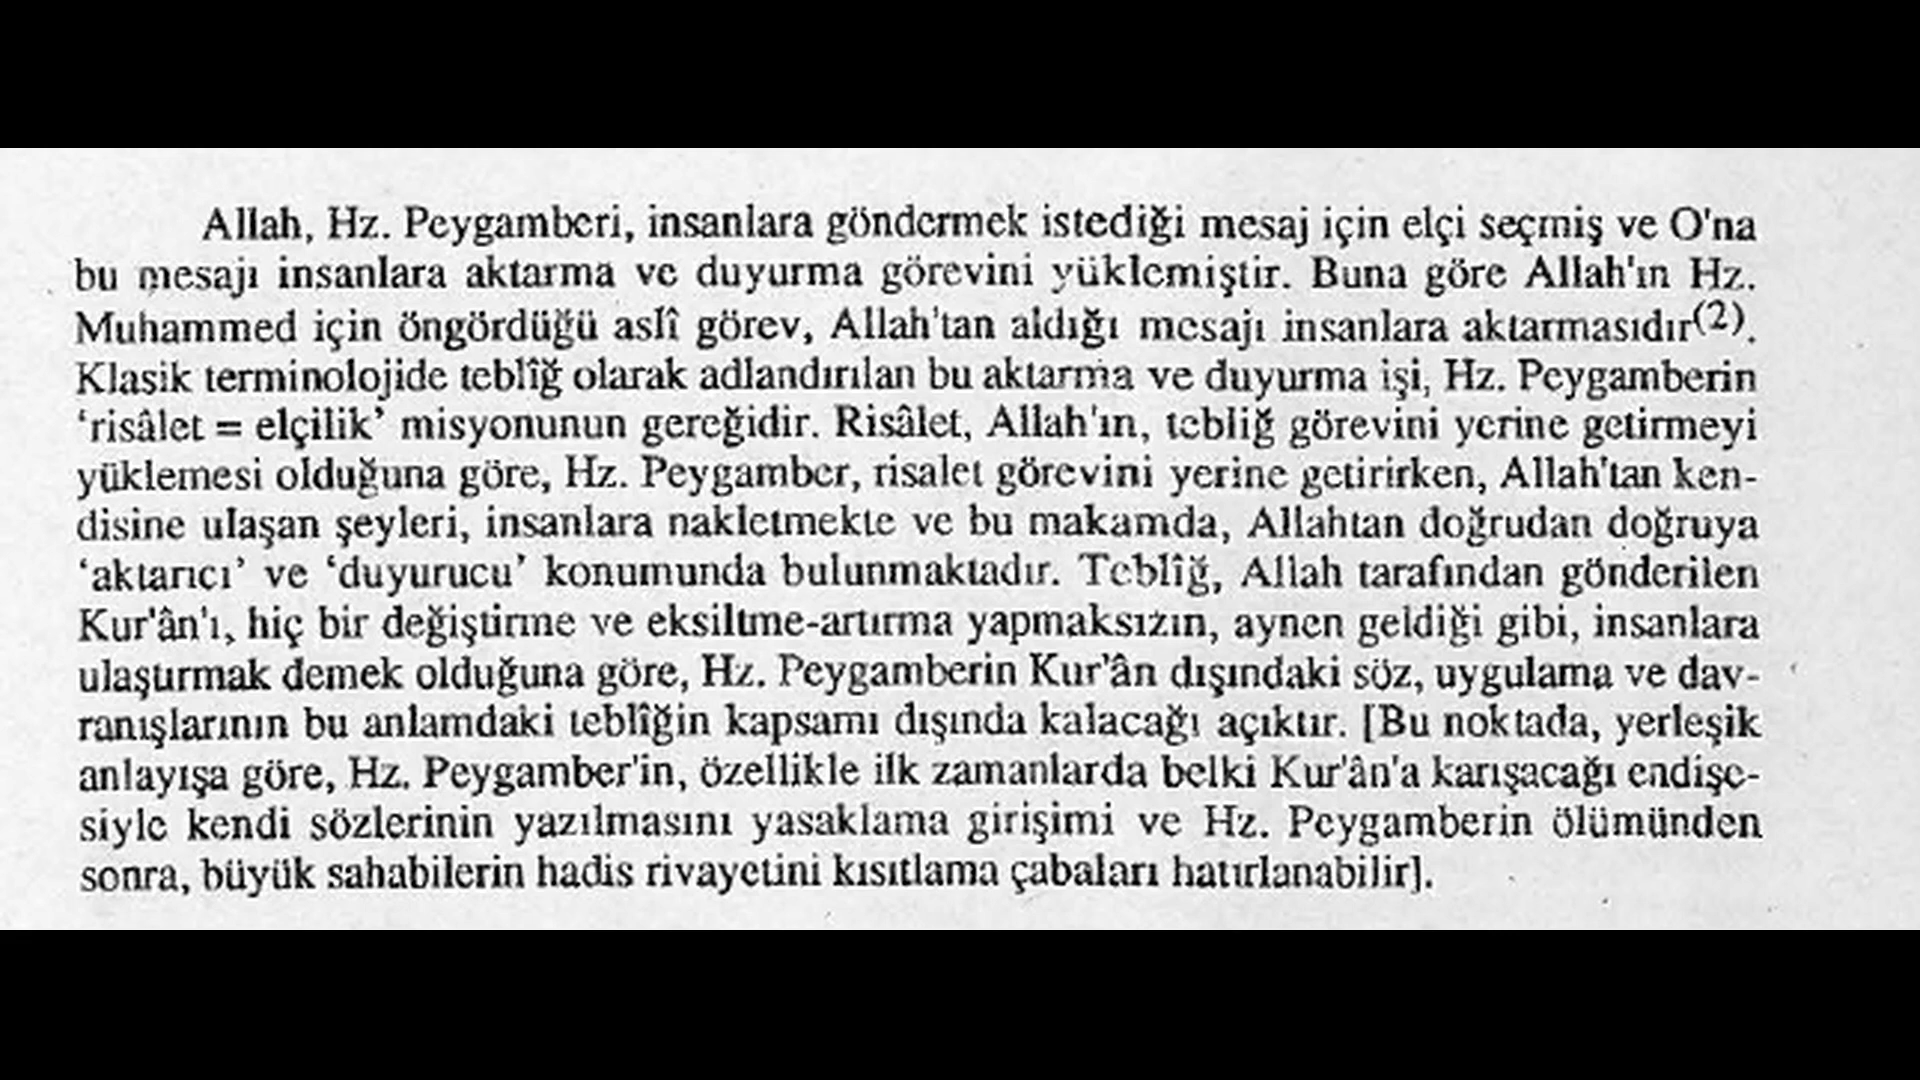 Allah, Hz. Peygamberi, insanlara göndermek istediği mesaj için elçi seçmiş ve O'na
bu mesajı insanlara aktarma ve duyurma görevini yüklemiştir. Buna göre Allah'ın Hz.
Muhammed için öngördüğü aslî görev, Allah'tan aldığı mesajı insanlara aktarmasıdır(2).
Klasik terminolojide teblîğ olarak adlandırılan bu aktarma ve duyurma işi, Hz. Peygamberin
‘risâlet = elçilik’ misyonunun gereğidir. Risâlet, Allah'ın, tebliğ görevini yerine getirmeyi
yüklemesi olduğuna göre, Hz. Peygamber, risalet görevini yerine getirirken, Allah'tan ken-
disine ulaşan şeyleri, insanlara nakletmekte ve bu makamda, Allahtan doğrudan doğruya
‘aktarıcı’ ve ‘duyurucu’ konumunda bulunmaktadır. Teblîğ, Allah tarafından gönderilen
Kur'ân'ı, hiç bir değiştirme ve eksiltme-artırma yapmaksızın, aynen geldiği gibi, insanlara
ulaştırmak demek olduğuna göre, Hz. Peygamberin Kur'ân dışındaki söz, uygulama ve dav-
ranışlarının bu anlamdaki teblîğin kapsamı dışında kalacağı açıktır. [Bu noktada, yerleşik
anlayışa göre, Hz. Peygamber'in, özellikle ilk zamanlarda belki Kur'ân'a karışacağı endişe-
siyle kendi sözlerinin yazılmasını yasaklama girişimi ve Hz. Peygamberin ölümünden
sonra, büyük sahabilerin hadis rivayetini kısıtlama çabaları hatırlanabilir].